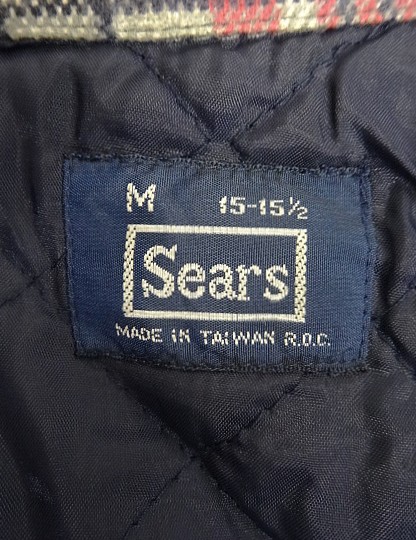 M 15-15½
Sears
MADE IN TAIWAN R.O.C.